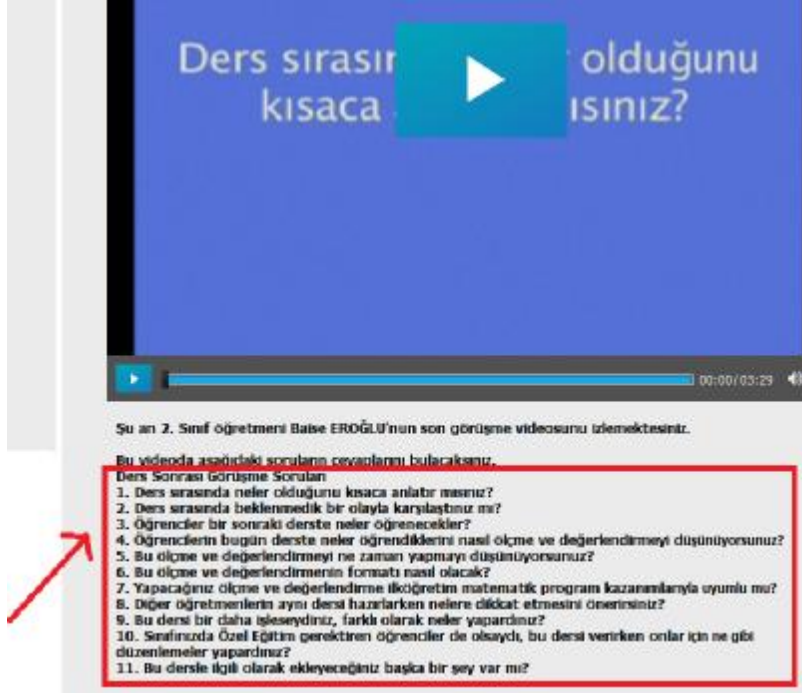 Ders sırasın olduğunu
kısaca ısınız?
00:00/03:29
Şu an 2. Sınıf öğretmeni Baise EROĞLU'nun son görüşme videosunu izlemektesiniz.
Bu videoda aşağıdaki soruların cevaplarını bulacaksınız.
Ders Sonrası Görüşme Soruları
1. Ders sırasında neler olduğunu kısaca anlatır mısınız?
2. Ders sırasında beklenmedik bir olayla karşılaştınız mı?
3. Öğrenciler bir sonraki derste neler öğrenecekler?
4. Öğrencilerin bugün derste neler öğrendiklerini nasıl ölçme ve değerlendirmeyi düşünüyorsunuz?
5. Bu ölçme ve değerlendirmeyi ne zaman yapmayı düşünüyorsunuz?
6. Bu ölçme ve değerlendirmenin formatı nasıl olacak?
7. Yapacağınız ölçme ve değerlendirme ilköğretim matematik program kazanımlarıyla uyumlu mu?
8. Diğer öğretmenlerin aynı dersi hazırlarken nelere dikkat etmesini önerirsiniz?
9. Bu dersi bir daha işleseydiniz, farklı olarak neler yapardınız?
10. Sınıfınızda Özel Eğitim gerektiren öğrenciler de olsaydı, bu dersi verirken onlar için ne gibi
düzenlemeler yapardınız?
11. Bu dersle ilgili olarak ekleyeceğiniz başka bir şey var mı?